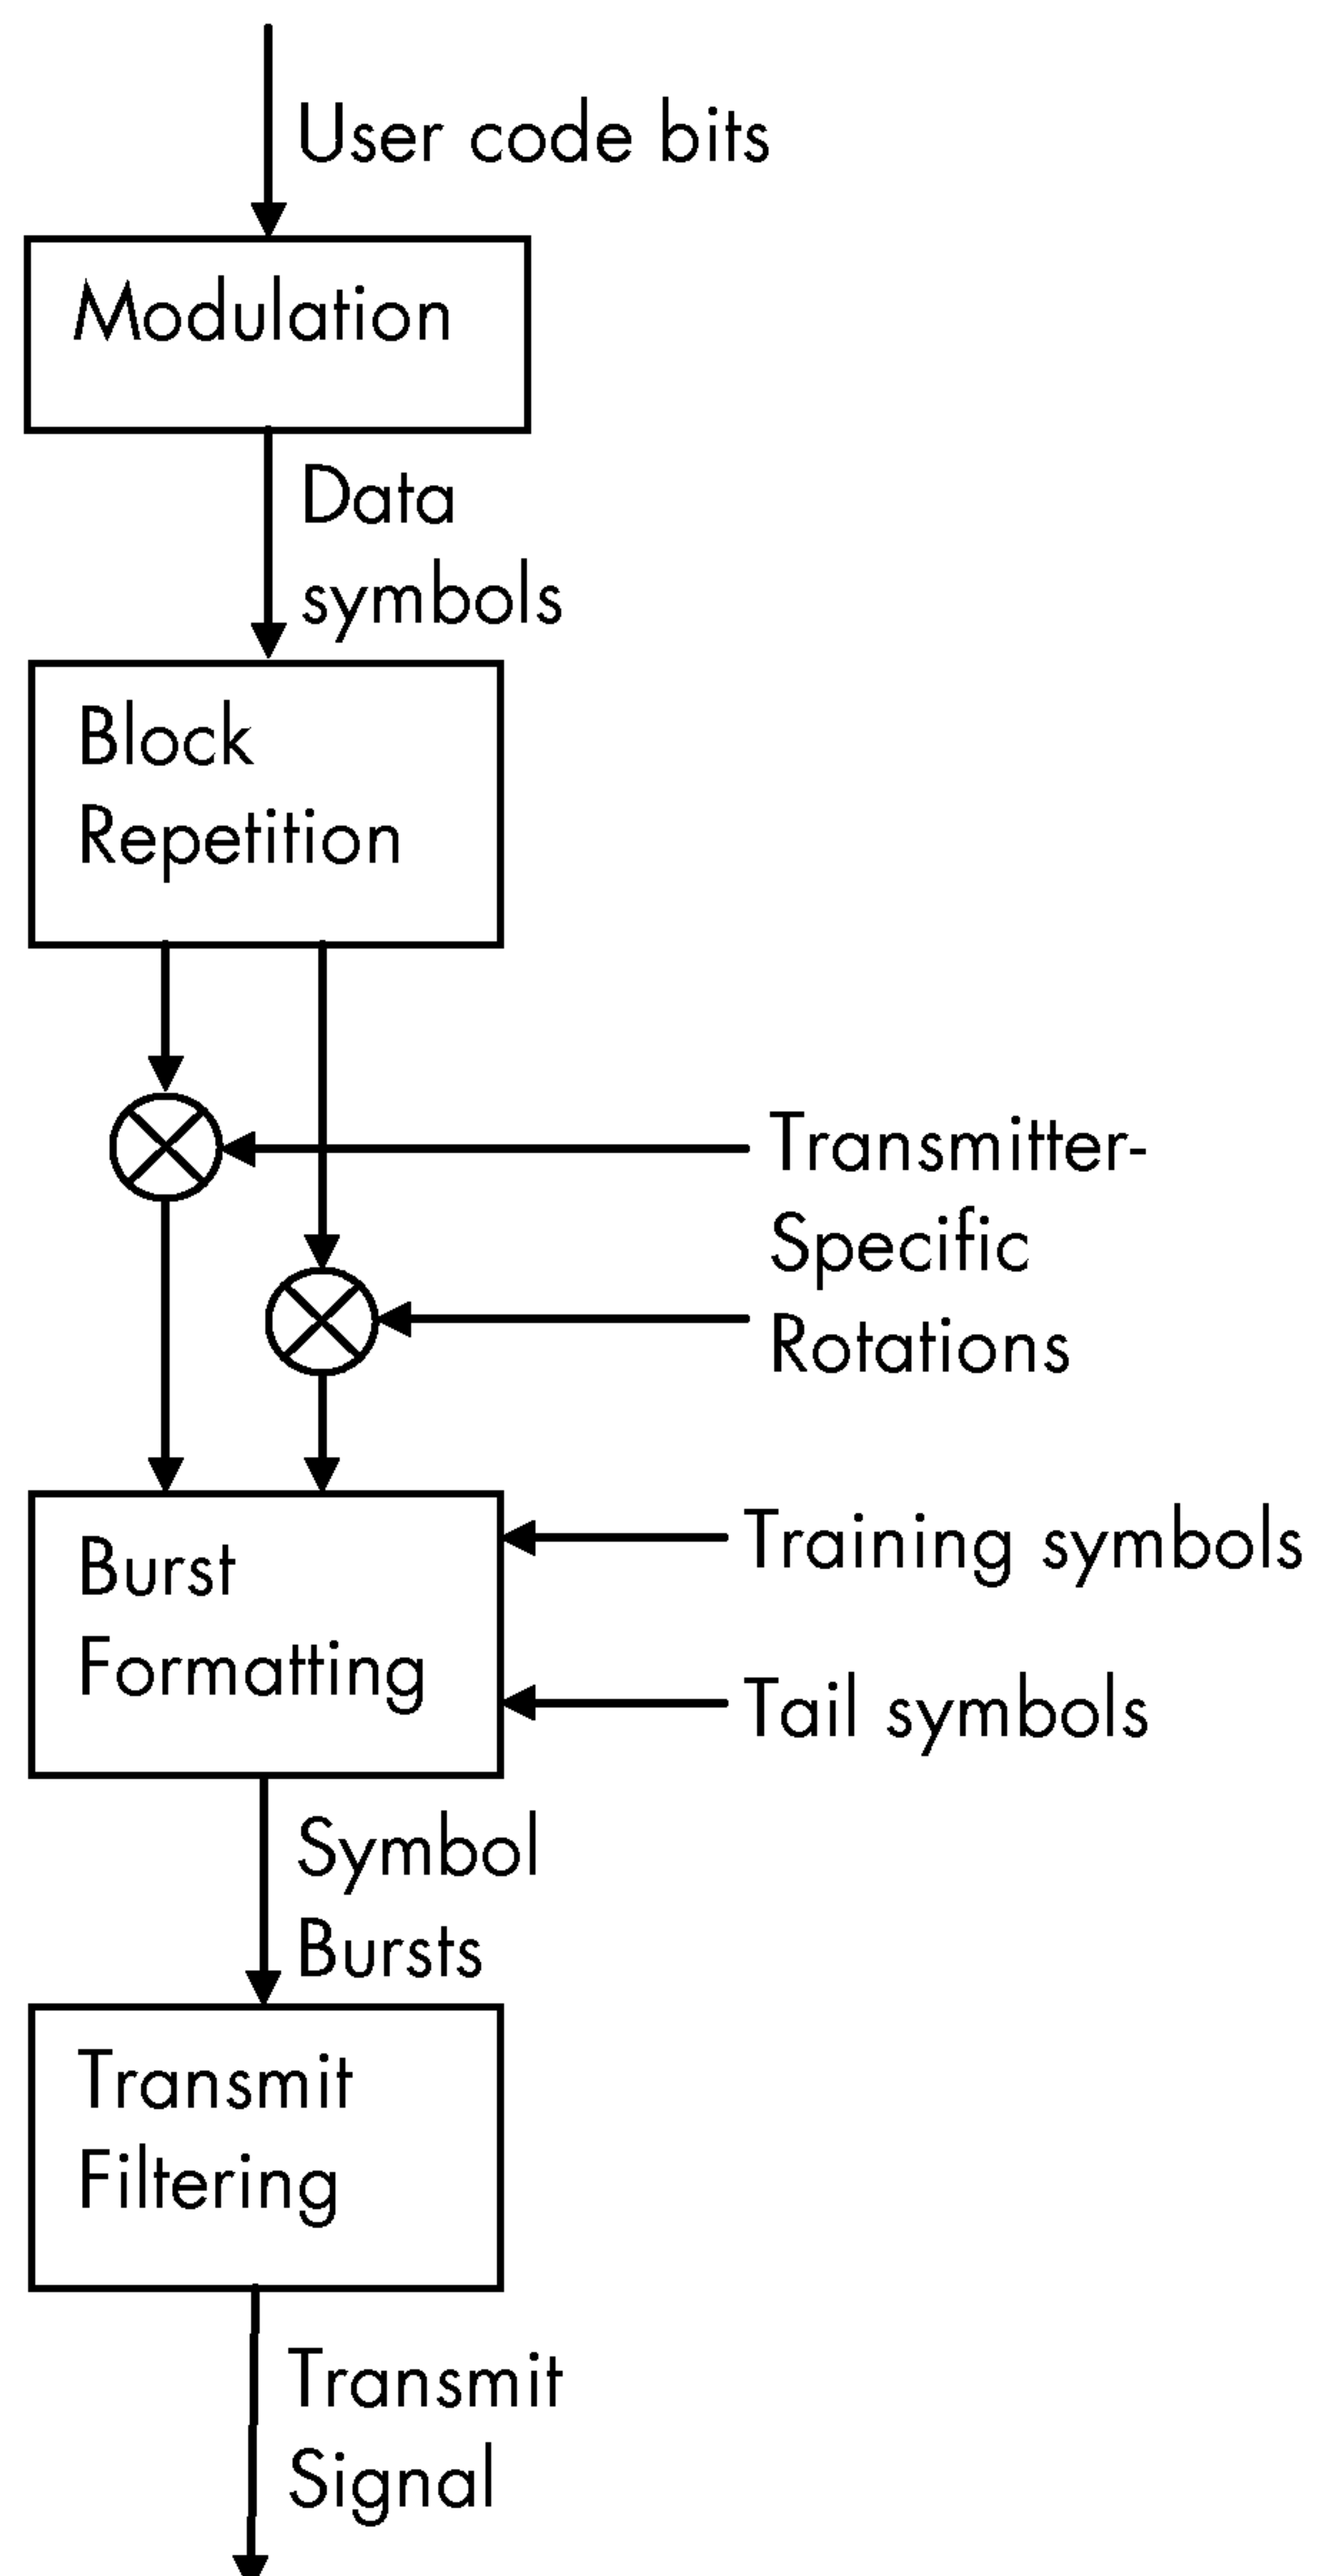 User code bits
Modulation
Data
symbols
Block
Repetition
Transmitter-
Specific
Rotations
Burst
Formatting
Training symbols
Tail symbols
Symbol
Bursts
Transmit
Filtering
Transmit
Signal